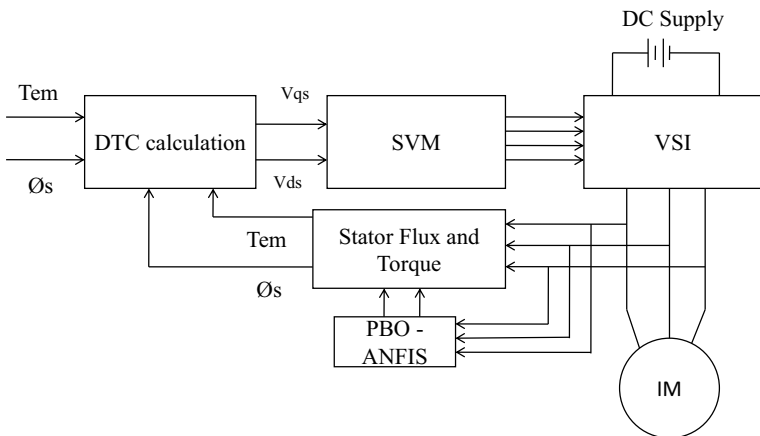 DC Supply
Tem
Vqs
DTC calculation
SVM
VSI
Øs
Vds
Tem
Stator Flux and
Torque
Øs
PBO -
ANFIS
IM